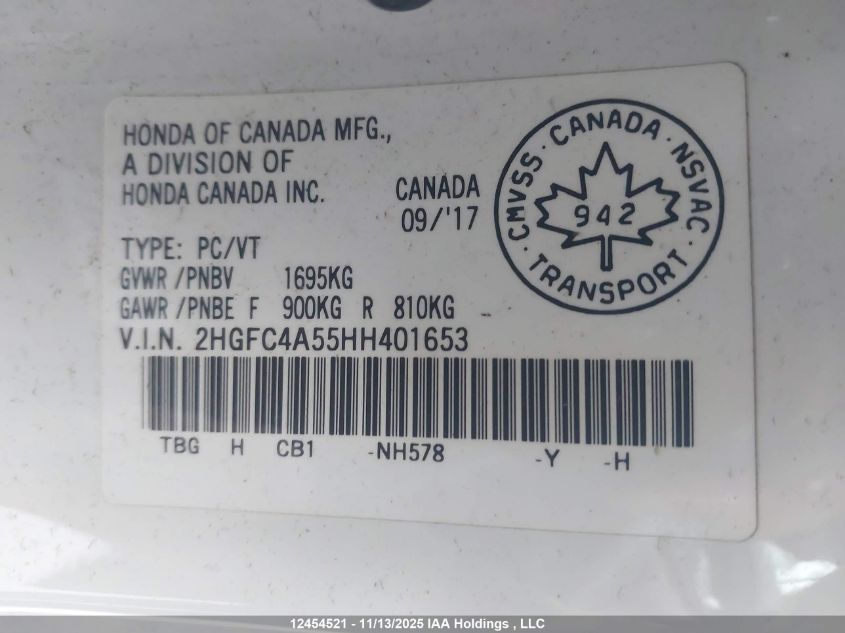 HONDA OF CANADA MFG.,
A DIVISION OF
HONDA CANADA INC.
CANADA
09/'17
CMVSS · CANADA · NSVAC · TRANSPORT ·
942
TYPE: PC/VT
GVWR /PNBV 1695KG
GAWR /PNBE F 900KG R 810KG
V.I.N. 2HGFC4A55HH401653
TBG H CB1 -NH578 -Y -H
12454521 - 11/13/2025 IAA Holdings , LLC